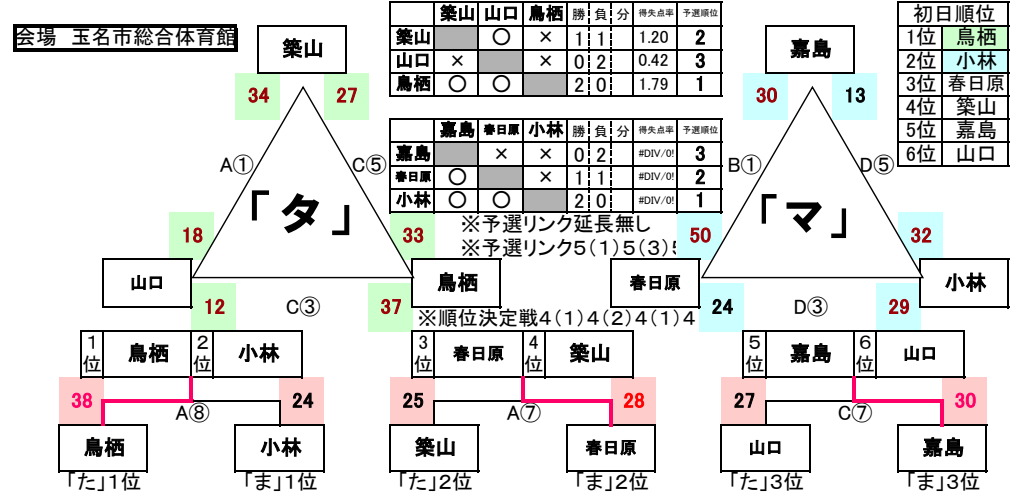 会場 玉名市総合体育館
築山 山口 鳥栖 勝 負 分 得失点率 予選順位
築山 ○ × 1 1 1.20 2
山口 × × 0 2 0.42 3
鳥栖 ○ ○ 2 0 1.79 1
嘉島 春日原 小林 勝 負 分 得失点率 予選順位
嘉島 × × 0 2 #DIV/0! 3
春日原 ○ × 1 1 #DIV/0! 2
小林 ○ ○ 2 0 #DIV/0! 1
※予選リンク延長無し
※予選リンク5(1)5(3)5
※順位決定戦4(1)4(2)4(1)4
初日順位
1位 鳥栖
2位 小林
3位 春日原
4位 築山
5位 嘉島
6位 山口
築山
34 27
A① C⑤
「タ」
18 33
山口 鳥栖
12 C③ 37
嘉島
30 13
B① D⑤
「マ」
50 32
春日原 小林
24 D③ 29
1位 鳥栖 2位 小林
38 A⑧ 24
鳥栖 小林
「た」1位 「ま」1位
3位 春日原 4位 築山
25 A⑦ 28
築山 春日原
「た」2位 「ま」2位
5位 嘉島 6位 山口
27 C⑦ 30
山口 嘉島
「た」3位 「ま」3位